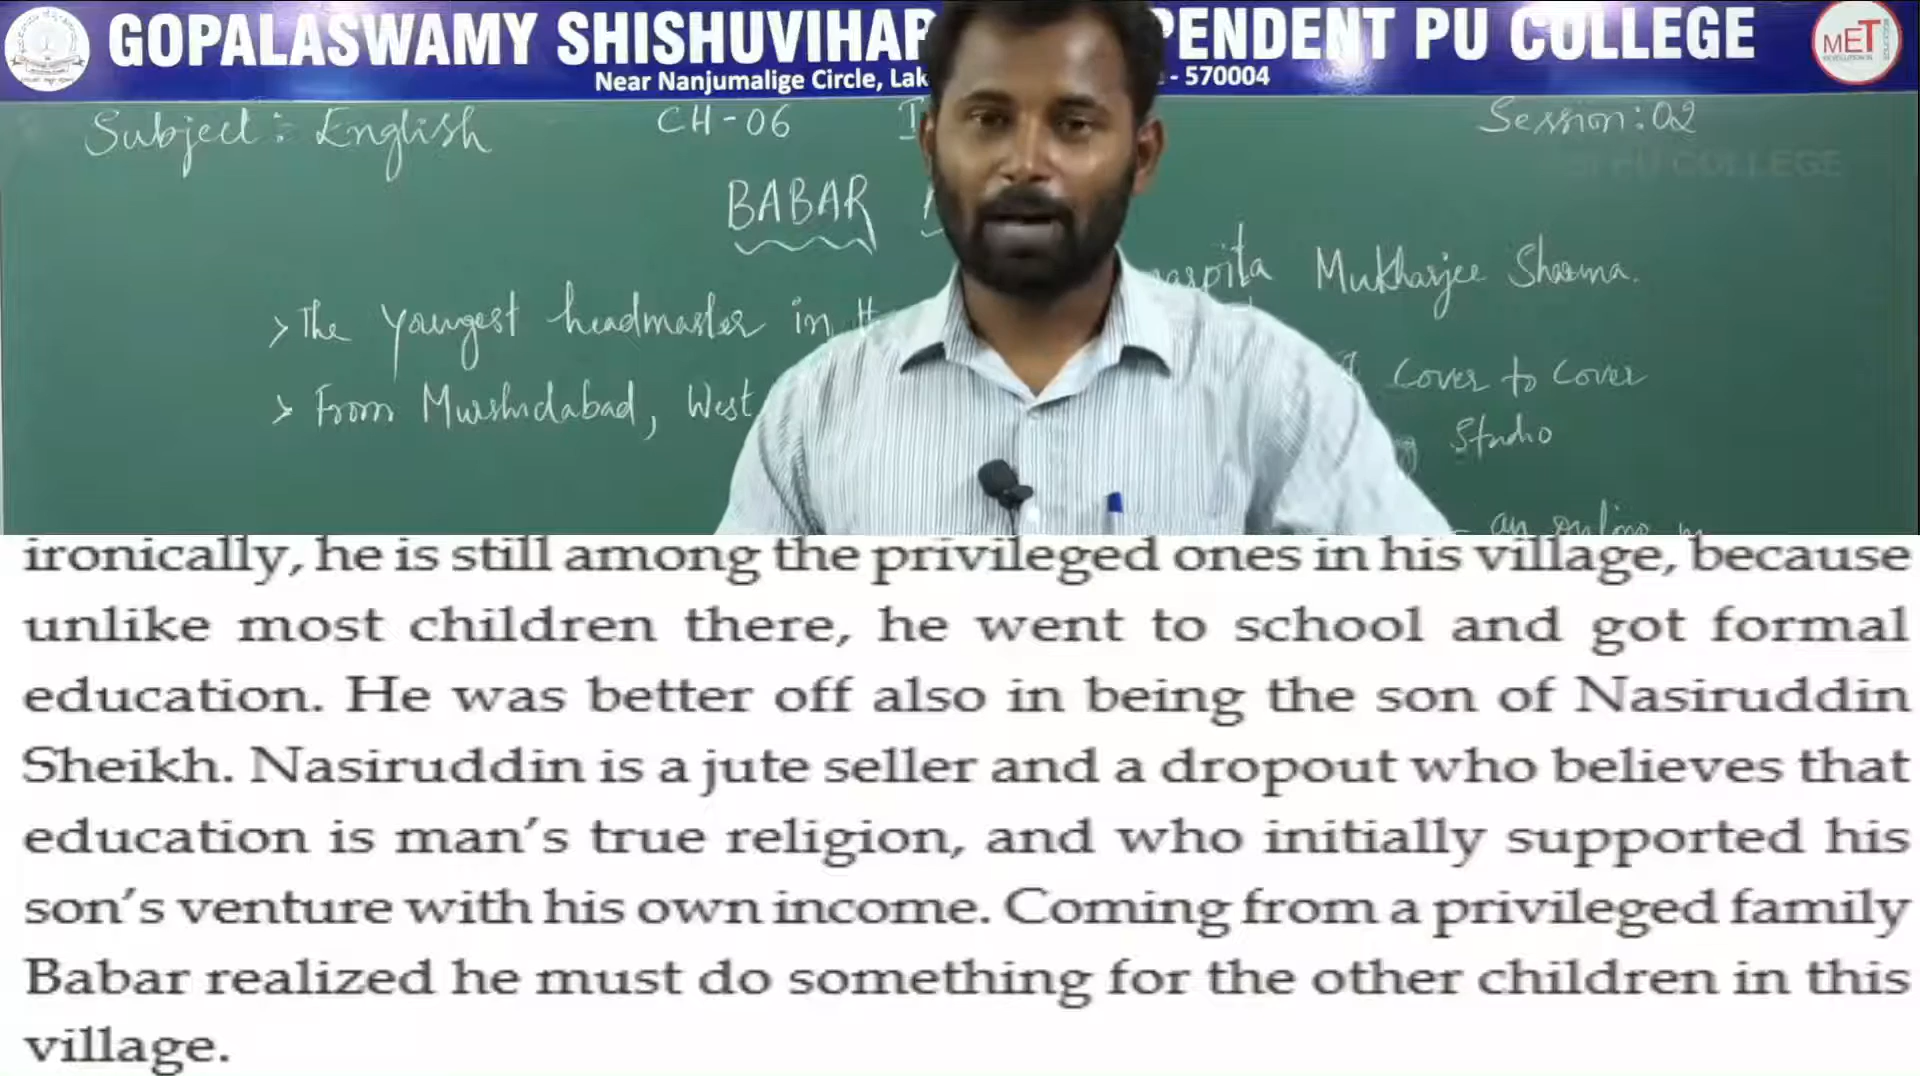 GOPALASWAMY SHISHUVIHAR PENDENT PU COLLEGE
MET
Near Nanjumalige Circle, Lak - 570004
Subject: English CH-06 I Session: 02
PU COLLEGE
BABAR
aspita Mukharjee Sharma.
> The youngest headmaster in
Cover to Cover
> From Murshidabad, West
Studio
- an online
ironically, he is still among the privileged ones in his village, because
unlike most children there, he went to school and got formal
education. He was better off also in being the son of Nasiruddin
Sheikh. Nasiruddin is a jute seller and a dropout who believes that
education is man's true religion, and who initially supported his
son's venture with his own income. Coming from a privileged family
Babar realized he must do something for the other children in this
village.